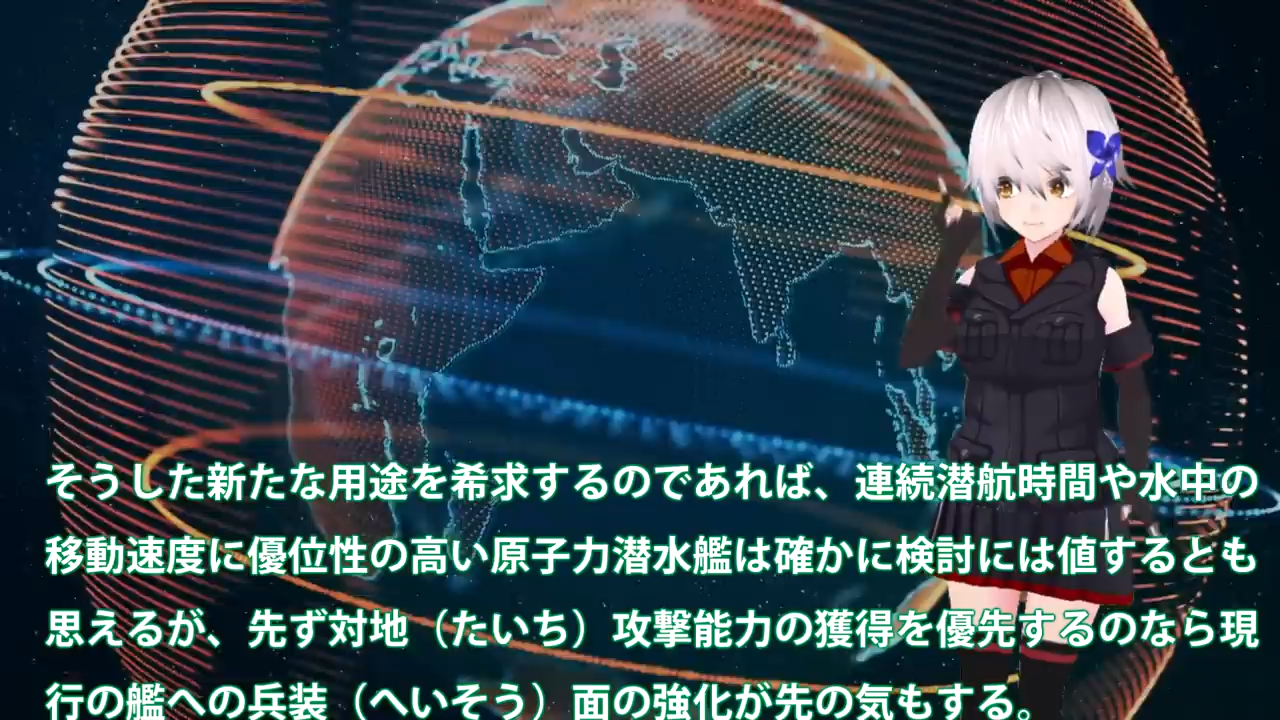 そうした新たな用途を希求するのであれば、連続潜航時間や水中の
移動速度に優位性の高い原子力潜水艦は確かに検討には値するとも
思えるが、先ず対地（たいち）攻撃能力の獲得を優先するのなら現
行の艦への兵装（へいそう）面の強化が先の気もする。